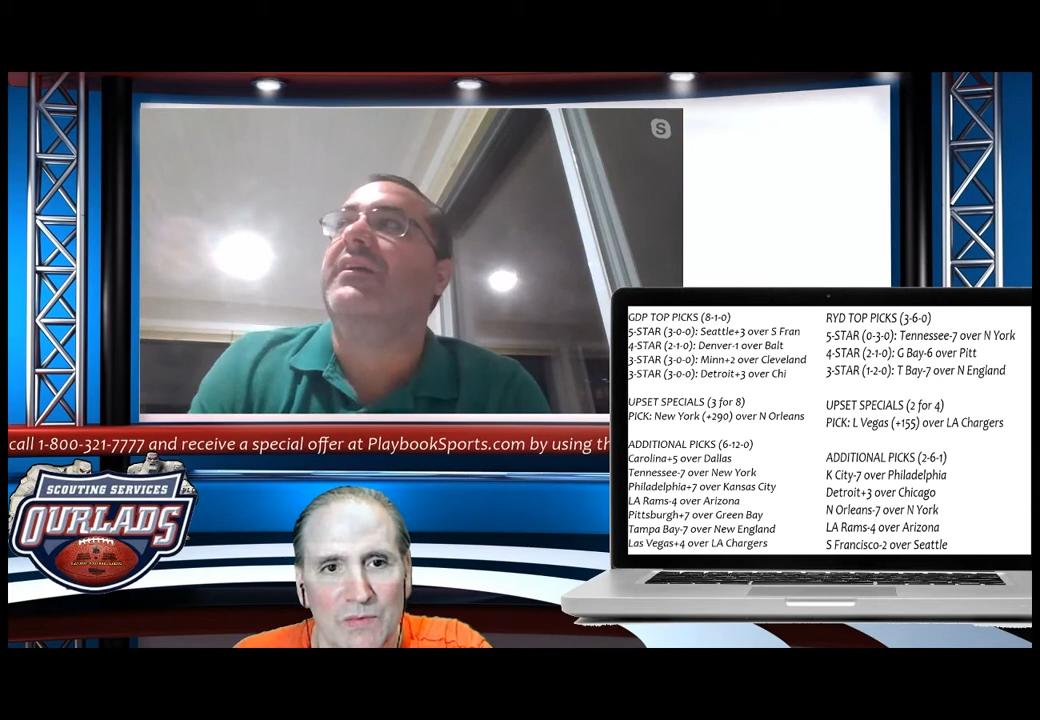 S
GDP TOP PICKS (8-1-0)
5-STAR (3-0-0): Seattle+3 over S Fran
4-STAR (2-1-0): Denver-1 over Balt
3-STAR (3-0-0): Minn+2 over Cleveland
3-STAR (3-0-0): Detroit+3 over Chi
UPSET SPECIALS (3 for 8)
PICK: New York (+290) over N Orleans
ADDITIONAL PICKS (6-12-0)
Carolina+5 over Dallas
Tennessee-7 over New York
Philadelphia+7 over Kansas City
LA Rams-4 over Arizona
Pittsburgh+7 over Green Bay
Tampa Bay-7 over New England
Las Vegas+4 over LA Chargers
RYD TOP PICKS (3-6-0)
5-STAR (0-3-0): Tennessee-7 over N York
4-STAR (2-1-0): G Bay-6 over Pitt
3-STAR (1-2-0): T Bay-7 over N England
UPSET SPECIALS (2 for 4)
PICK: L Vegas (+155) over LA Chargers
ADDITIONAL PICKS (2-6-1)
K City-7 over Philadelphia
Detroit+3 over Chicago
N Orleans-7 over N York
LA Rams-4 over Arizona
S Francisco-2 over Seattle
call 1-800-321-7777 and receive a special offer at PlaybookSports.com by using th
SCOUTING SERVICES
OURLADS